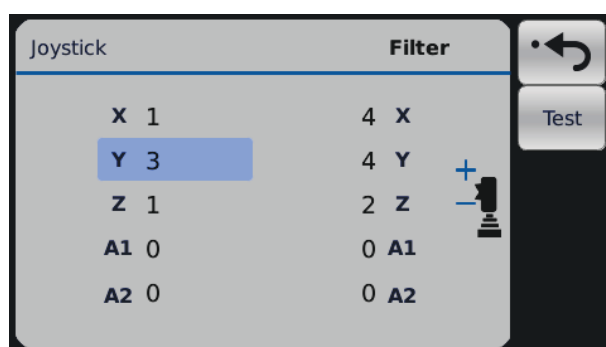 Joystick Filter
X 1 4 X
Y 3 4 Y
Z 1 2 Z
A1 0 0 A1
A2 0 0 A2
+
−
Test